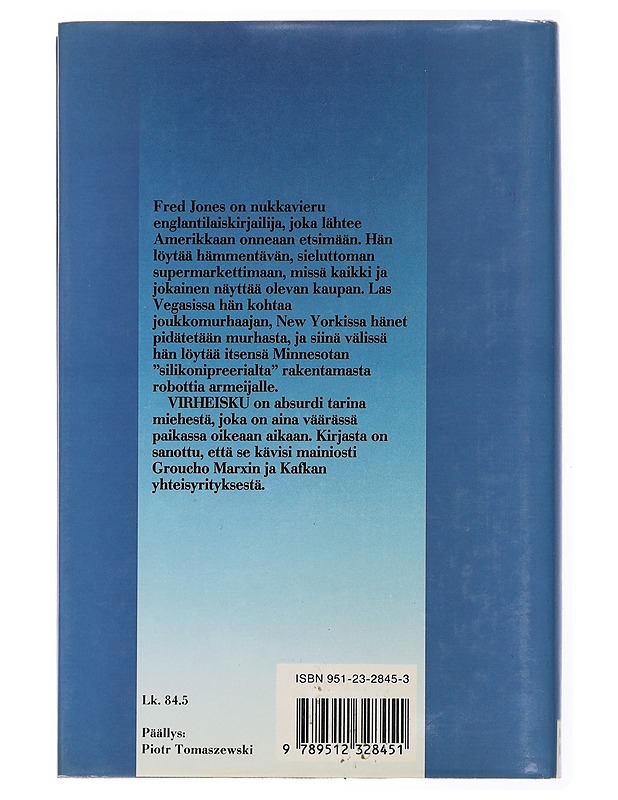 Fred Jones on nukkavieru
englantilaiskirjailija, joka lähtee
Amerikkaan onneaan etsimään. Hän
löytää hämmentävän, sieluttoman
supermarkettimaan, missä kaikki ja
jokainen näyttää olevan kaupan. Las
Vegasissa hän kohtaa
joukkomurhaajan, New Yorkissa hänet
pidätetään murhasta, ja siinä välissä
hän löytää itsensä Minnesotan
”silikonipreerialta” rakentamasta
robottia armeijalle.
VIRHEISKU on absurdi tarina
miehestä, joka on aina väärässä
paikassa oikeaan aikaan. Kirjasta on
sanottu, että se kävisi mainiosti
Groucho Marxin ja Kafkan
yhteisyrityksestä.
ISBN 951-23-2845-3
Lk. 84.5
Päällys:
Piotr Tomaszewski
9 789512 328451